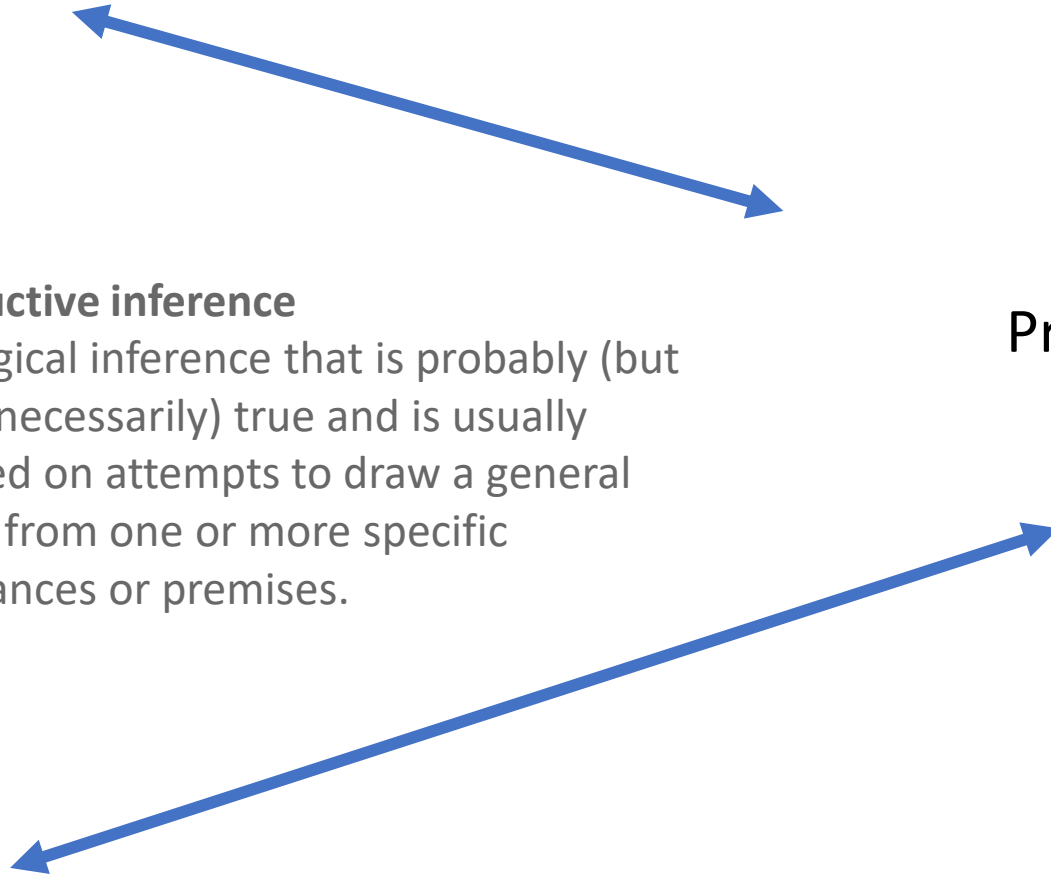 uctive inference
gical inference that is probably (but
necessarily) true and is usually
ed on attempts to draw a general
from one or more specific
ances or premises.
Pr